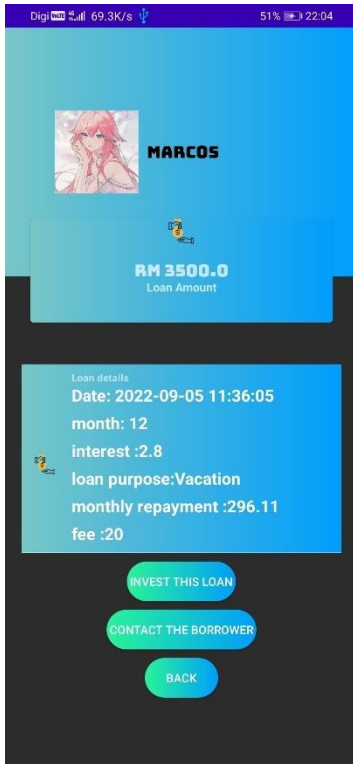 Digi 69.3K/s 51% 22:04
MARCOS
RM 3500.0
Loan Amount
Loan details
Date: 2022-09-05 11:36:05
month: 12
interest :2.8
loan purpose:Vacation
monthly repayment :296.11
fee :20
INVEST THIS LOAN
CONTACT THE BORROWER
BACK